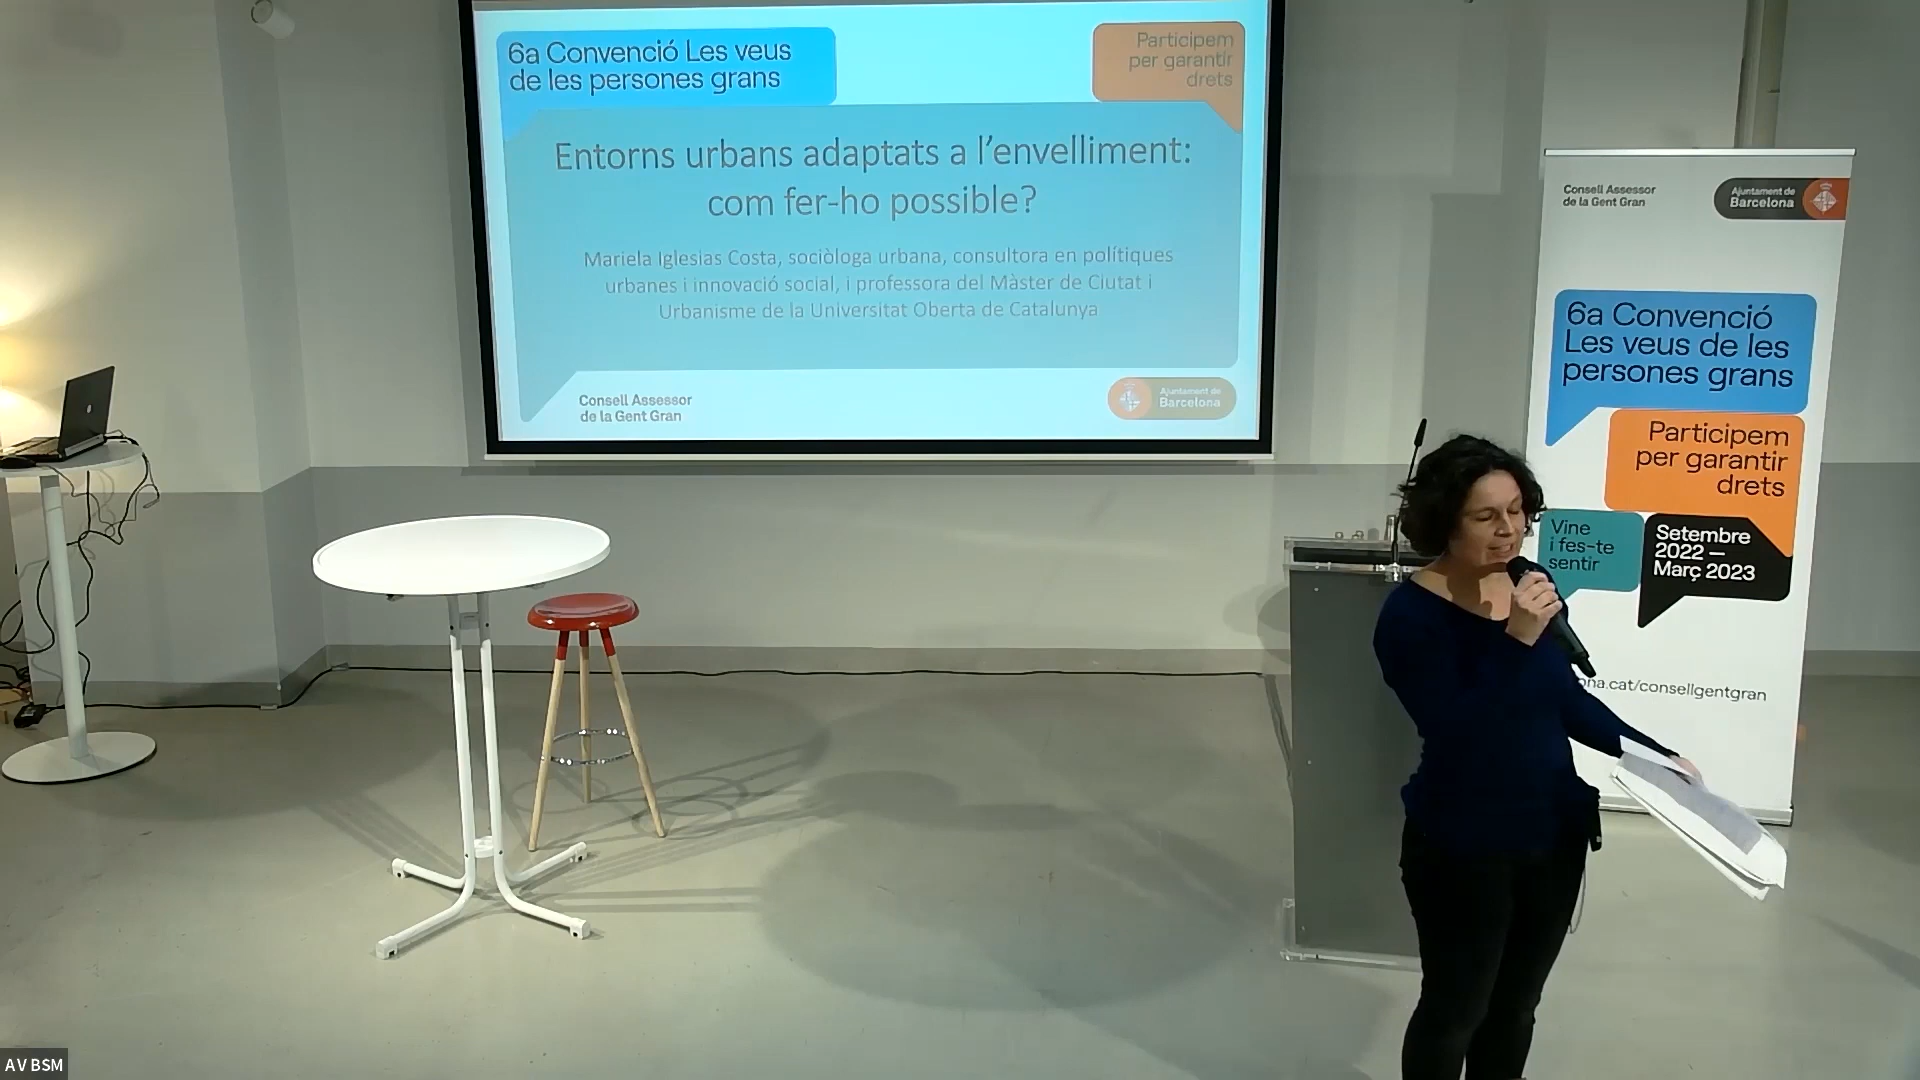 6a Convenció Les veus
de les persones grans
Participem
per garantir
drets
Entorns urbans adaptats a l'envelliment:
com fer-ho possible?
Mariela Iglesias Costa, sociòloga urbana, consultora en polítiques
urbanes i innovació social, i professora del Màster de Ciutat i
Urbanisme de la Universitat Oberta de Catalunya
Consell Assessor
de la Gent Gran
Ajuntament de
Barcelona
Consell Assessor
de la Gent Gran
Ajuntament de
Barcelona
6a Convenció
Les veus de les
persones grans
Participem
per garantir
drets
Vine
i fes-te
sentir
Setembre
2022 —
Març 2023
ona.cat/consellgentgran
AV BSM